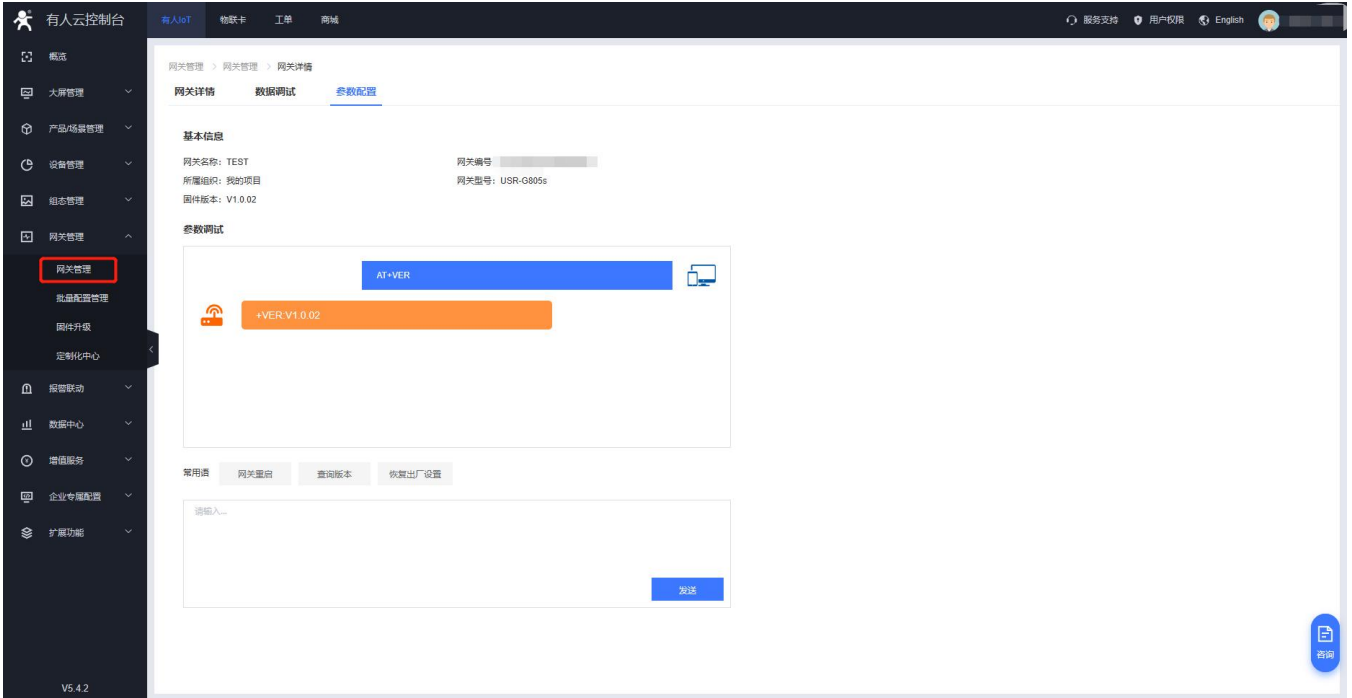 有人云控制台
有人IoT 物联卡 工单 商城
服务支持 用户权限 English
概览
大屏管理
产品/场景管理
设备管理
组态管理
网关管理
网关管理
批量配置管理
固件升级
定制化中心
报警联动
数据中心
增值服务
企业专属配置
扩展功能
V5.4.2
网关管理 > 网关管理 > 网关详情
网关详情 数据调试 参数配置
基本信息
网关名称：TEST 网关编号
所属组织：我的项目 网关型号：USR-G805s
固件版本：V1.0.02
参数调试
AT+VER
+VER:V1.0.02
常用语 网关重启 查询版本 恢复出厂设置
请输入...
发送
咨询